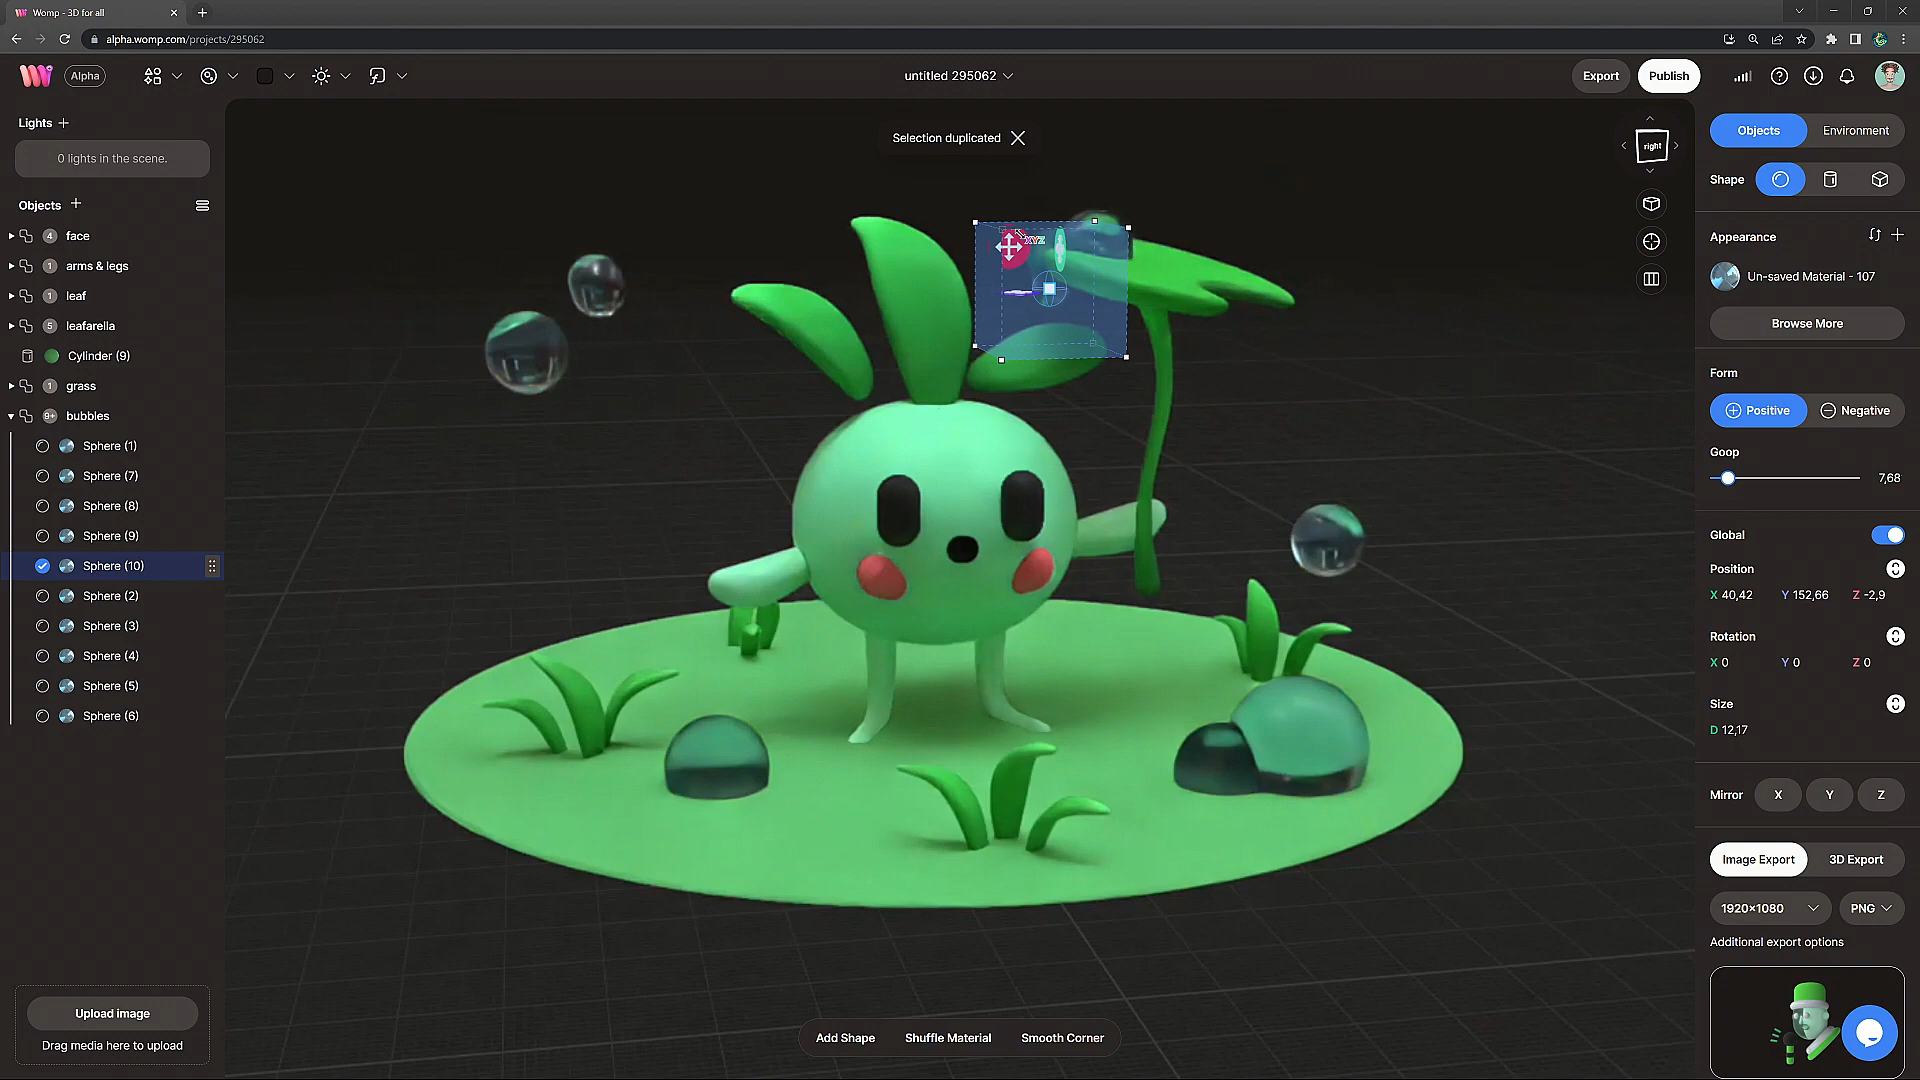 Womp - 3D for all
alpha.womp.com/projects/295062
Alpha
untitled 295062
Export
Publish
Lights
0 lights in the scene.
Objects
4 face
1 arms & legs
1 leaf
5 leafarella
Cylinder (9)
1 grass
9+ bubbles
Sphere (1)
Sphere (7)
Sphere (8)
Sphere (9)
Sphere (10)
Sphere (2)
Sphere (3)
Sphere (4)
Sphere (5)
Sphere (6)
Upload image
Drag media here to upload
Selection duplicated
XYZ
right
Add Shape
Shuffle Material
Smooth Corner
Objects
Environment
Shape
Appearance
Un-saved Material - 107
Browse More
Form
Positive
Negative
Goop
7,68
Global
Position
X 40,42 Y 152,66 Z -2,9
Rotation
X 0 Y 0 Z 0
Size
D 12,17
Mirror X Y Z
Image Export
3D Export
1920×1080
PNG
Additional export options